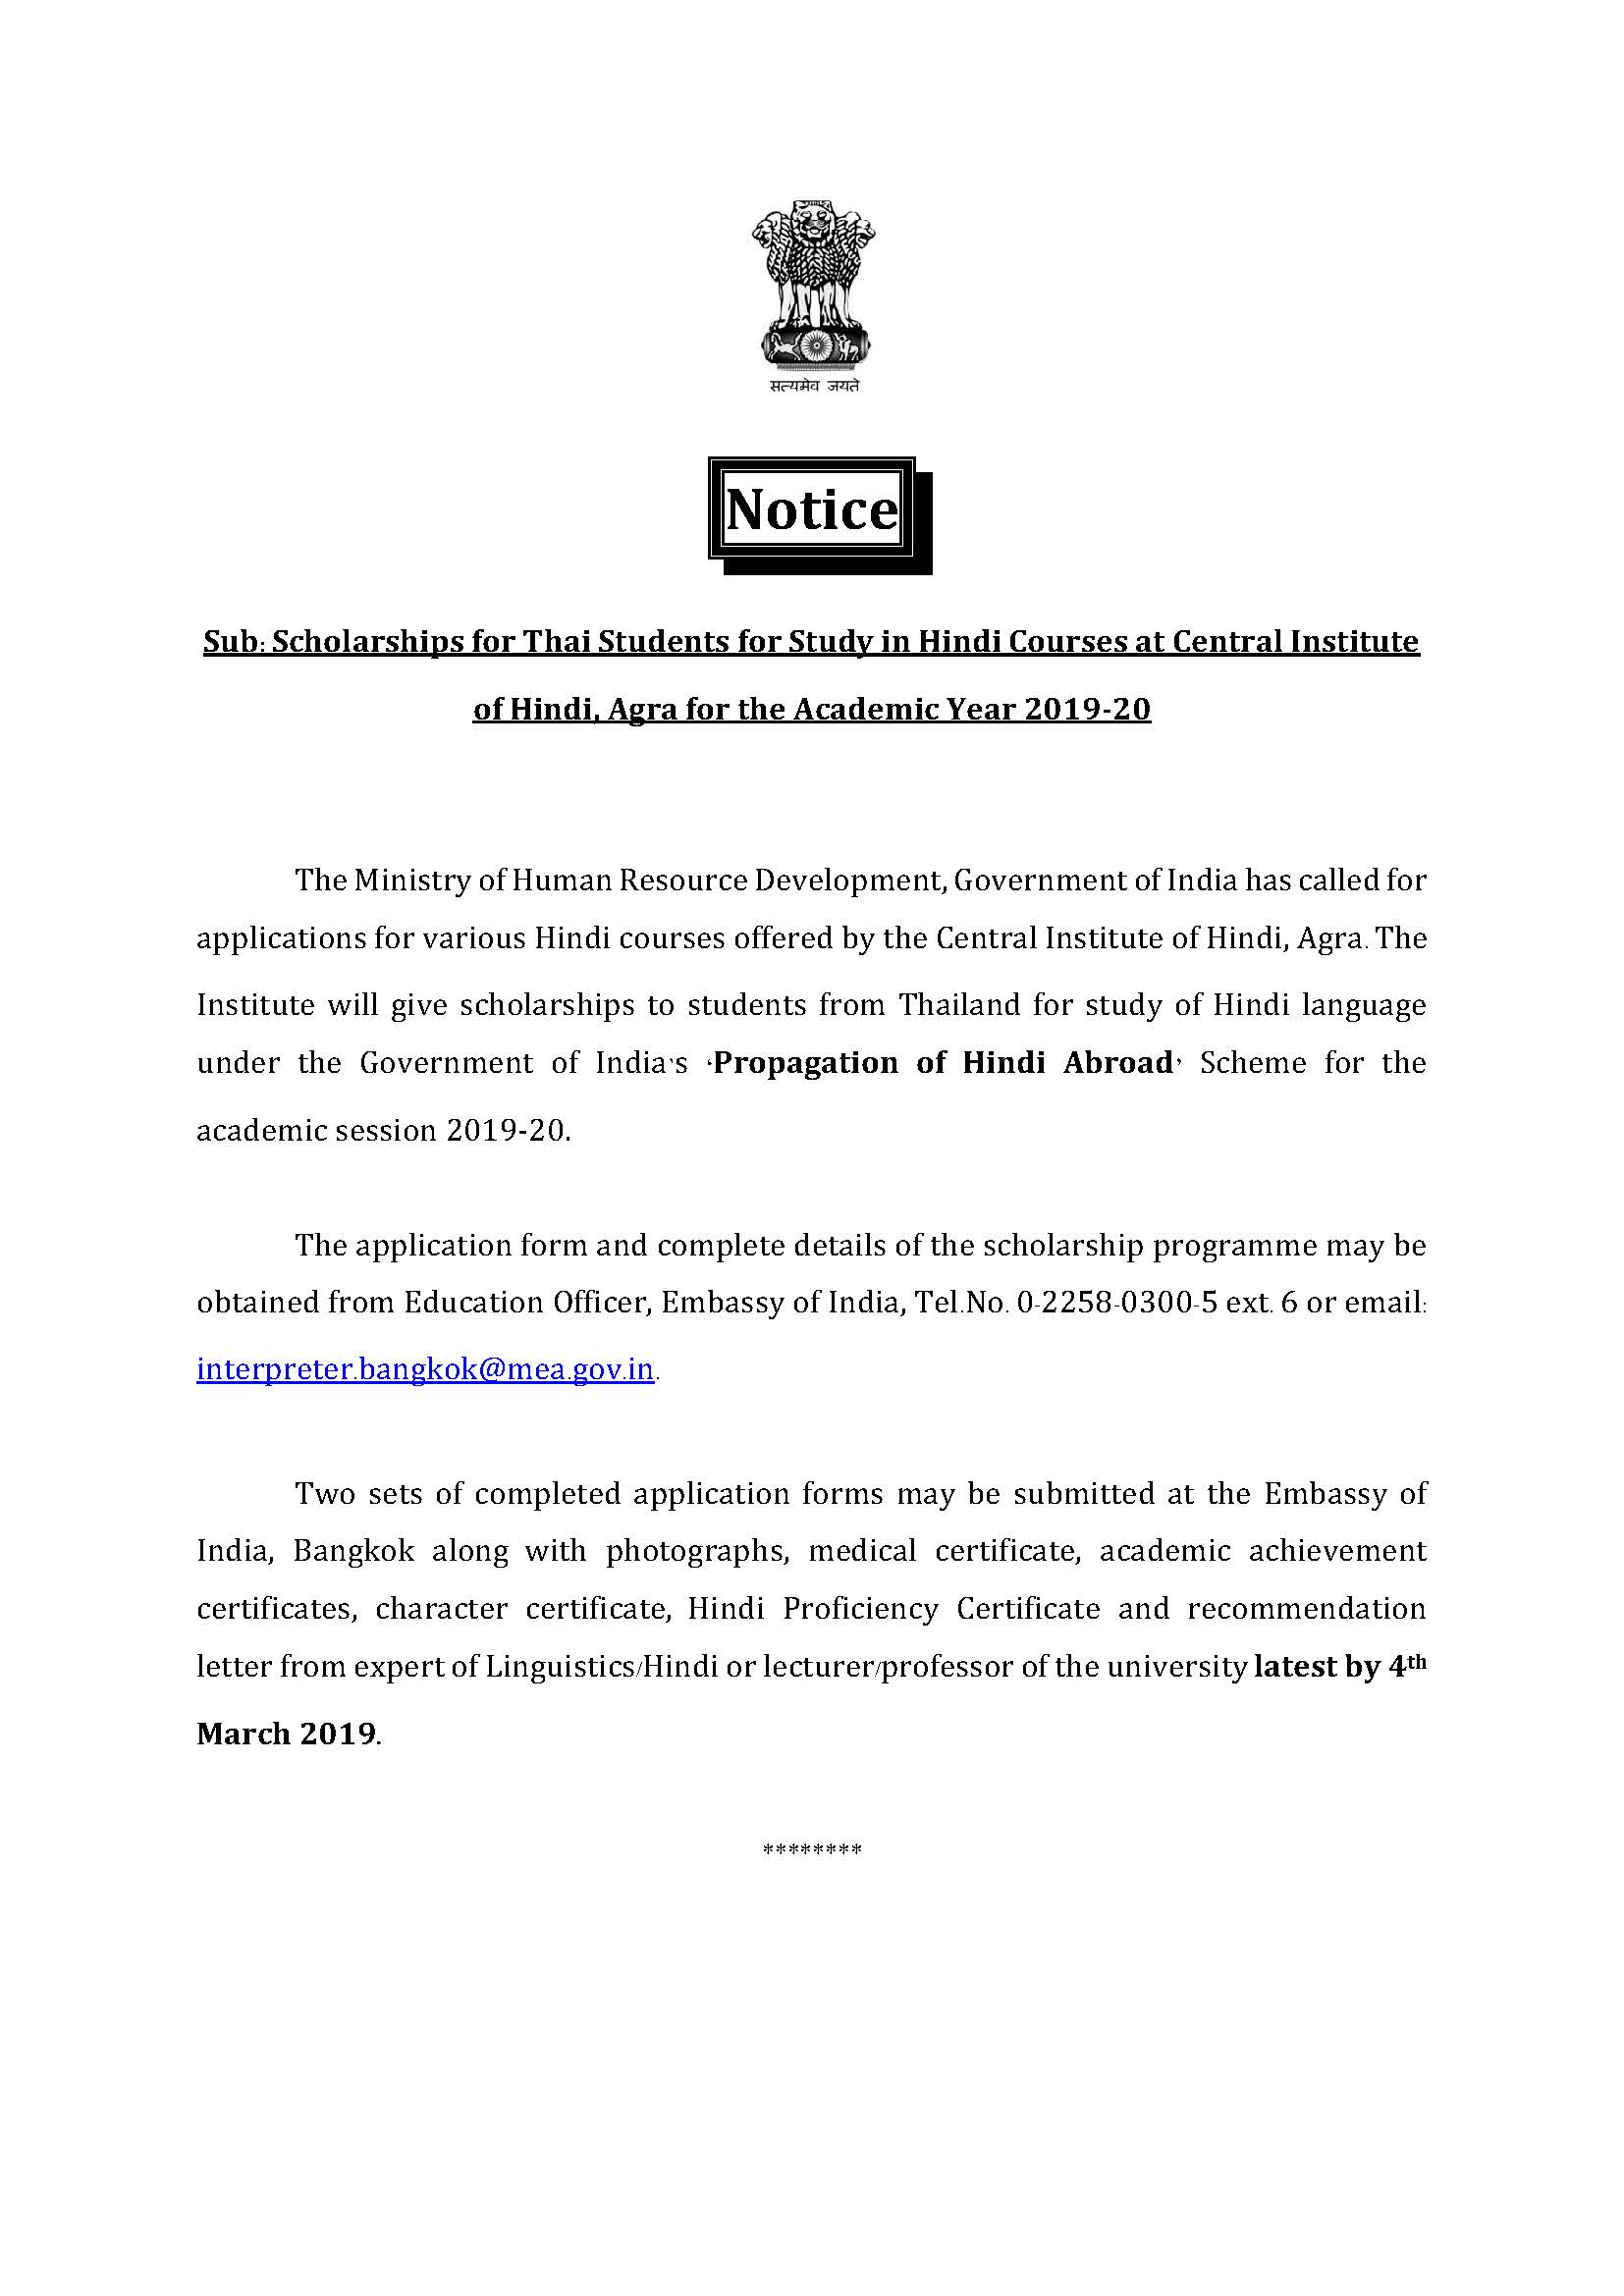 सत्यमेव जयते
Notice
Sub: Scholarships for Thai Students for Study in Hindi Courses at Central Institute
of Hindi, Agra for the Academic Year 2019-20
The Ministry of Human Resource Development, Government of India has called for
applications for various Hindi courses offered by the Central Institute of Hindi, Agra. The
Institute will give scholarships to students from Thailand for study of Hindi language
under the Government of India's ‘Propagation of Hindi Abroad’ Scheme for the
academic session 2019-20.
The application form and complete details of the scholarship programme may be
obtained from Education Officer, Embassy of India, Tel.No. 0-2258-0300-5 ext. 6 or email:
interpreter.bangkok@mea.gov.in.
Two sets of completed application forms may be submitted at the Embassy of
India, Bangkok along with photographs, medical certificate, academic achievement
certificates, character certificate, Hindi Proficiency Certificate and recommendation
letter from expert of Linguistics/Hindi or lecturer/professor of the university latest by 4th
March 2019.
********